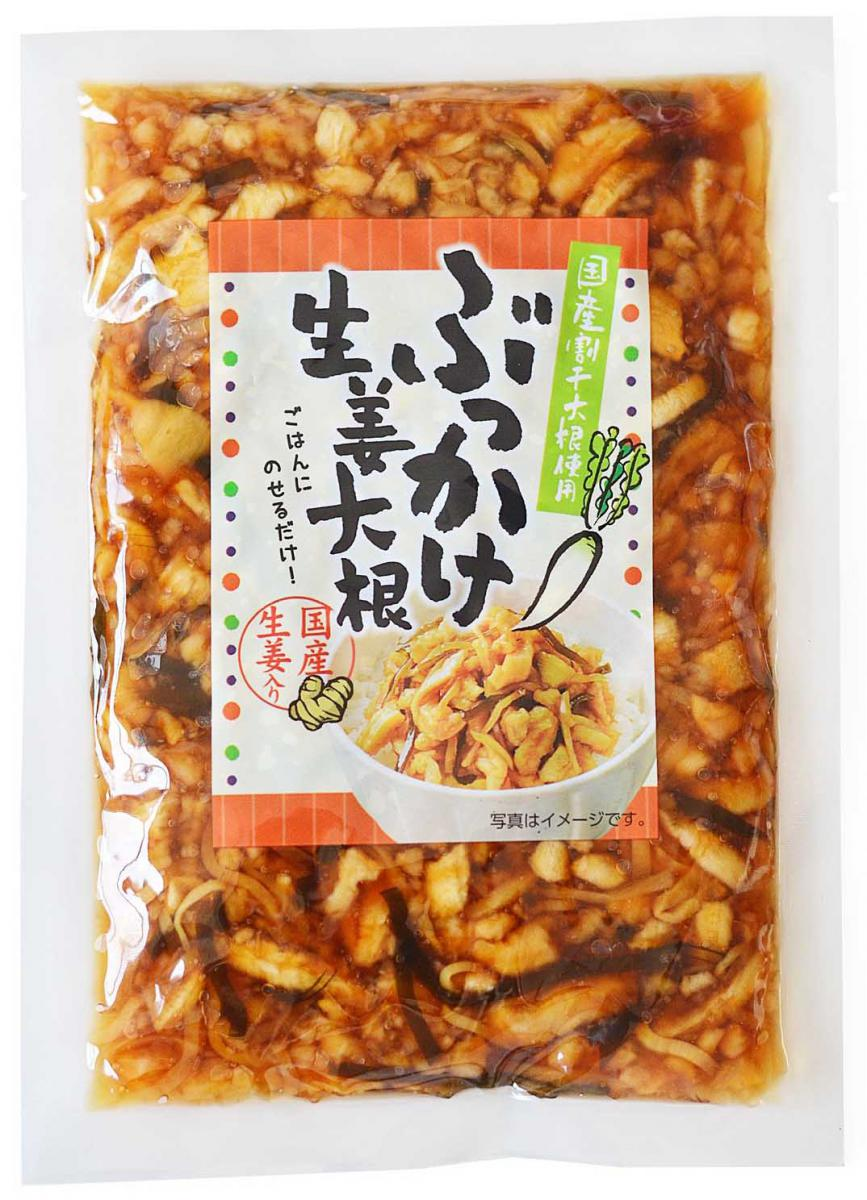 国産割干大根使用
ぶっかけ
生姜大根
ごはんに
のせるだけ!
国産
生姜入り
写真はイメージです。